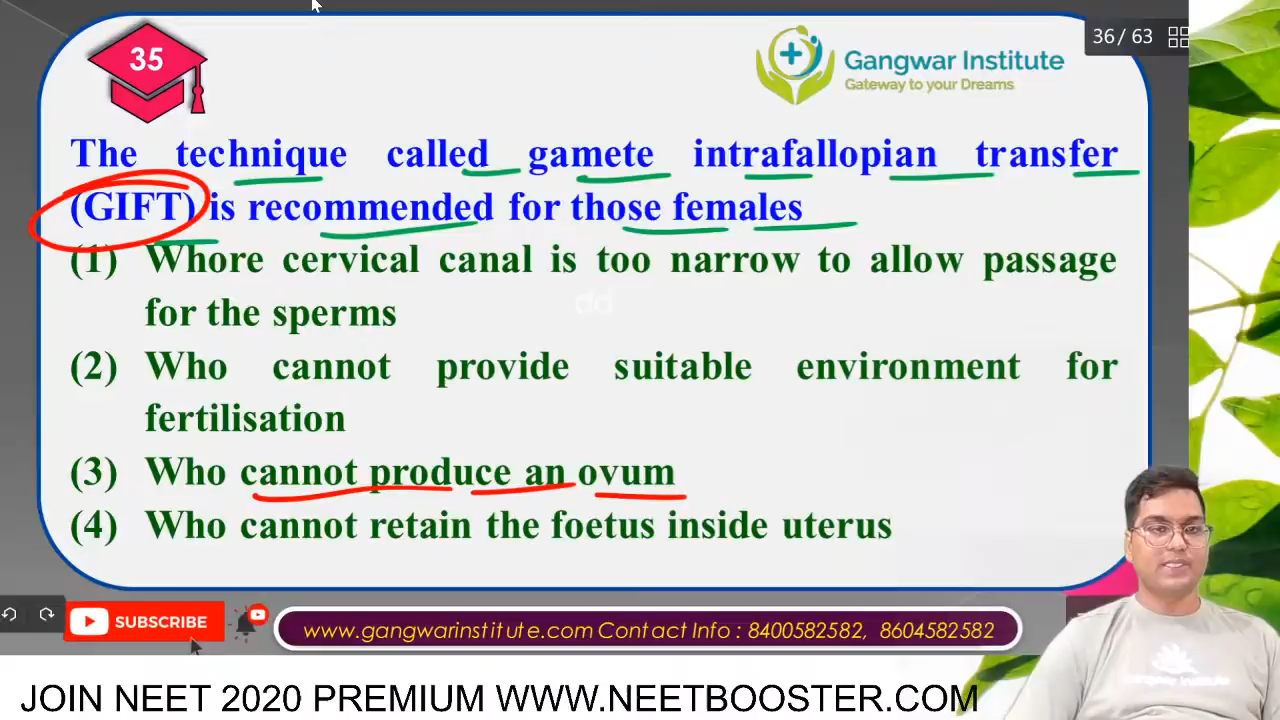 36 / 63
35
Gangwar Institute
Gateway to your Dreams
The technique called gamete intrafallopian transfer
(GIFT) is recommended for those females
(1) Whore cervical canal is too narrow to allow passage
for the sperms
(2) Who cannot provide suitable environment for
fertilisation
(3) Who cannot produce an ovum
(4) Who cannot retain the foetus inside uterus
dd
SUBSCRIBE
www.gangwarinstitute.com Contact Info : 8400582582, 8604582582
Gangwar Institute
JOIN NEET 2020 PREMIUM WWW.NEETBOOSTER.COM